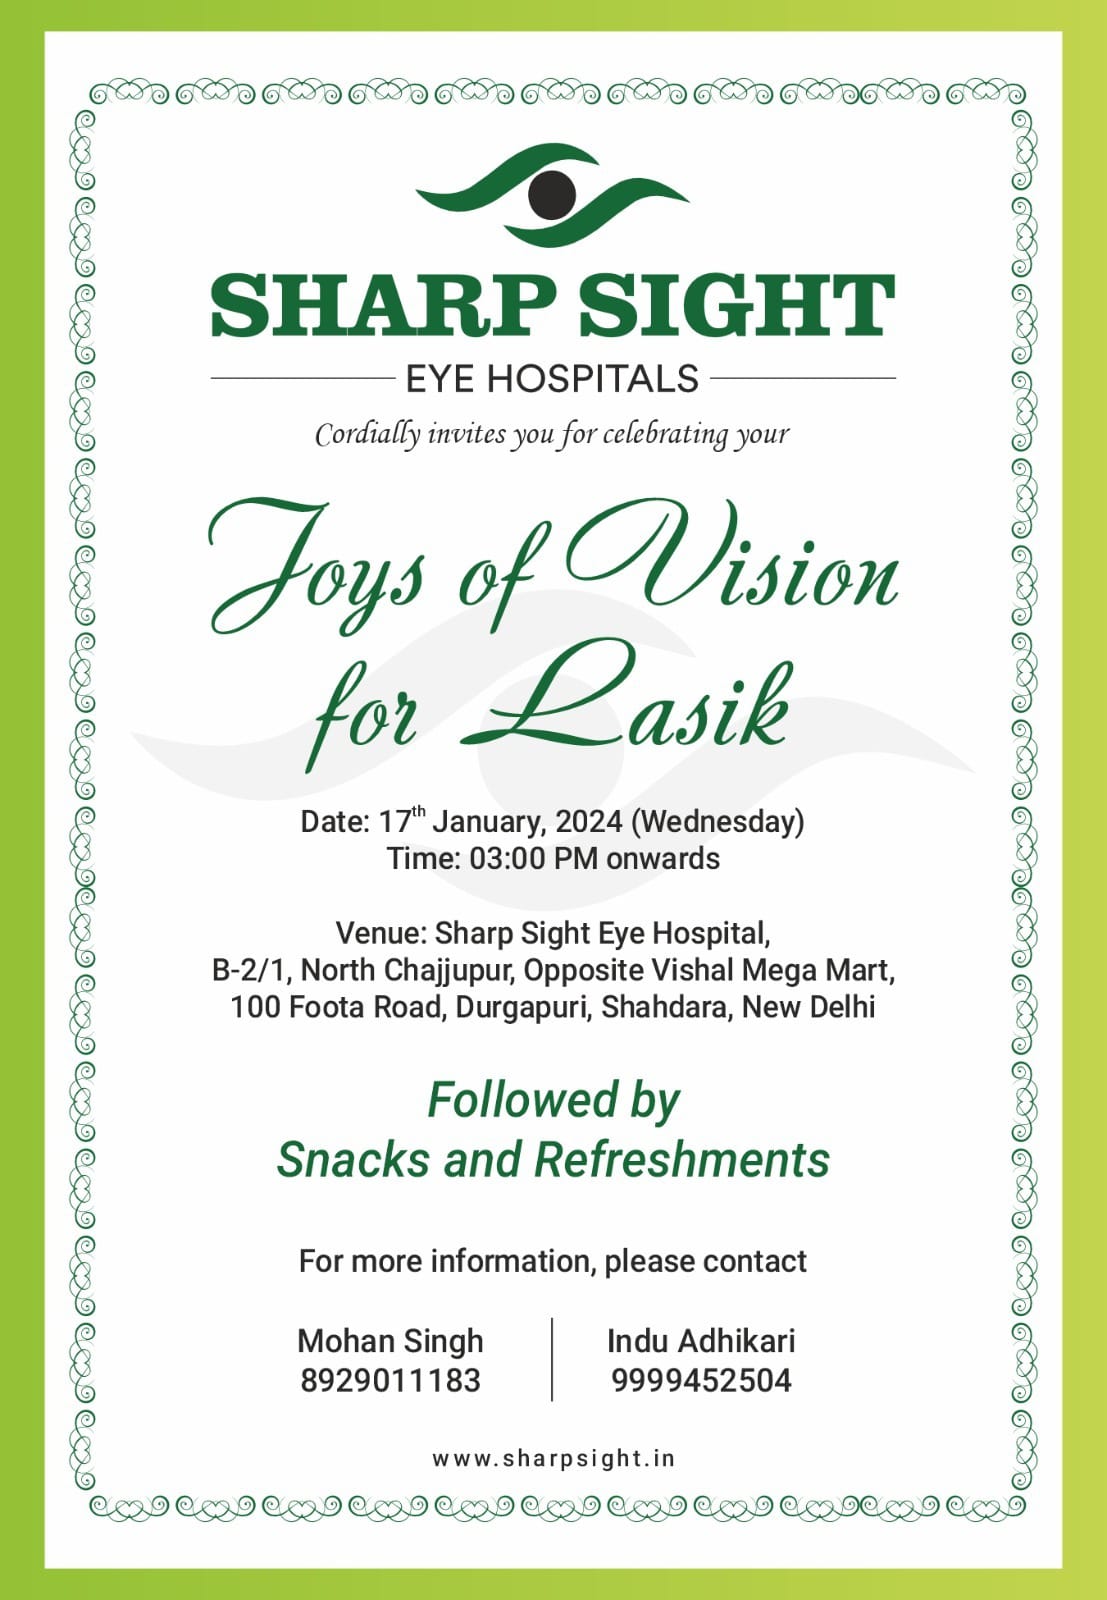 SHARP SIGHT
EYE HOSPITALS
Cordially invites you for celebrating your
Joys of Vision
for Lasik
Date: 17th January, 2024 (Wednesday)
Time: 03:00 PM onwards
Venue: Sharp Sight Eye Hospital,
B-2/1, North Chajjupur, Opposite Vishal Mega Mart,
100 Foota Road, Durgapuri, Shahdara, New Delhi
Followed by
Snacks and Refreshments
For more information, please contact
Mohan Singh
8929011183
Indu Adhikari
9999452504
www.sharpsight.in